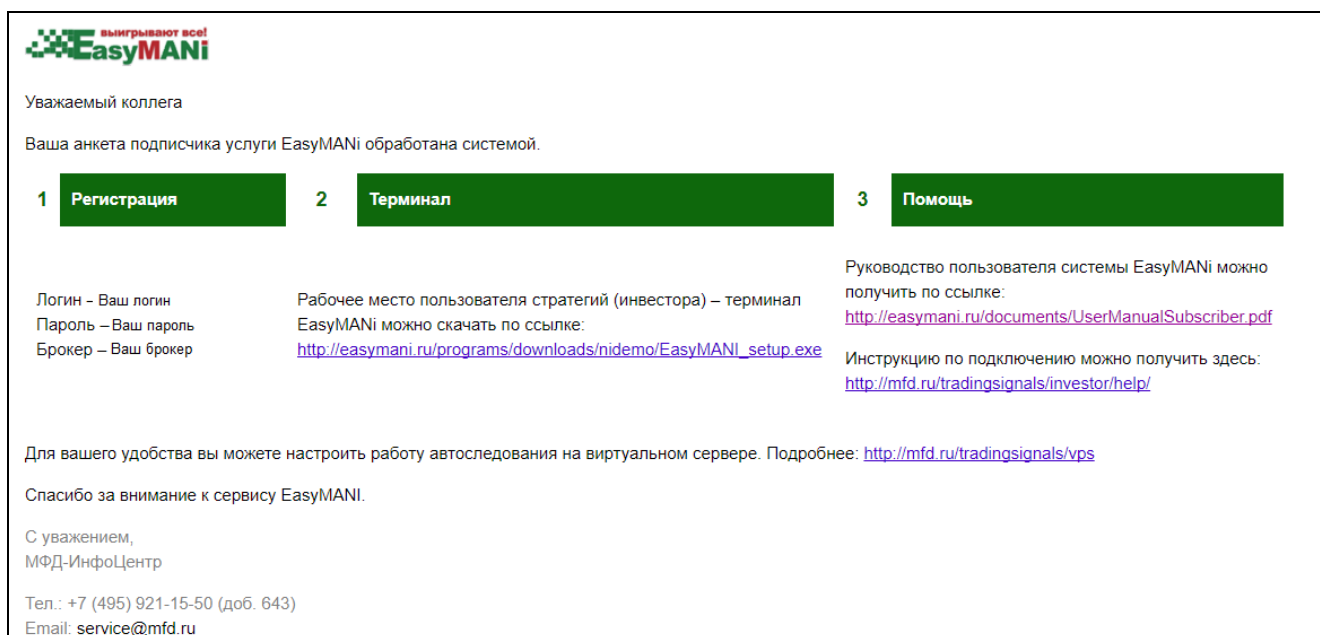 выигрывают все!
EasyMANi
Уважаемый коллега
Ваша анкета подписчика услуги EasyMANi обработана системой.
1 Регистрация 2 Терминал 3 Помощь
Логин – Ваш логин
Пароль – Ваш пароль
Брокер – Ваш брокер
Рабочее место пользователя стратегий (инвестора) – терминал
EasyMANi можно скачать по ссылке:
http://easymani.ru/programs/downloads/nidemo/EasyMANI_setup.exe
Руководство пользователя системы EasyMANi можно
получить по ссылке:
http://easymani.ru/documents/UserManualSubscriber.pdf
Инструкцию по подключению можно получить здесь:
http://mfd.ru/tradingsignals/investor/help/
Для вашего удобства вы можете настроить работу автоследования на виртуальном сервере. Подробнее: http://mfd.ru/tradingsignals/vps
Спасибо за внимание к сервису EasyMANI.
С уважением,
МФД-ИнфоЦентр
Тел.: +7 (495) 921-15-50 (доб. 643)
Email: service@mfd.ru